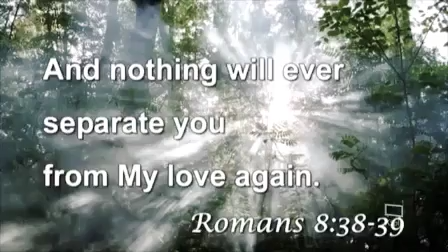 And nothing will ever
separate you
from My love again.
Romans 8:38-39